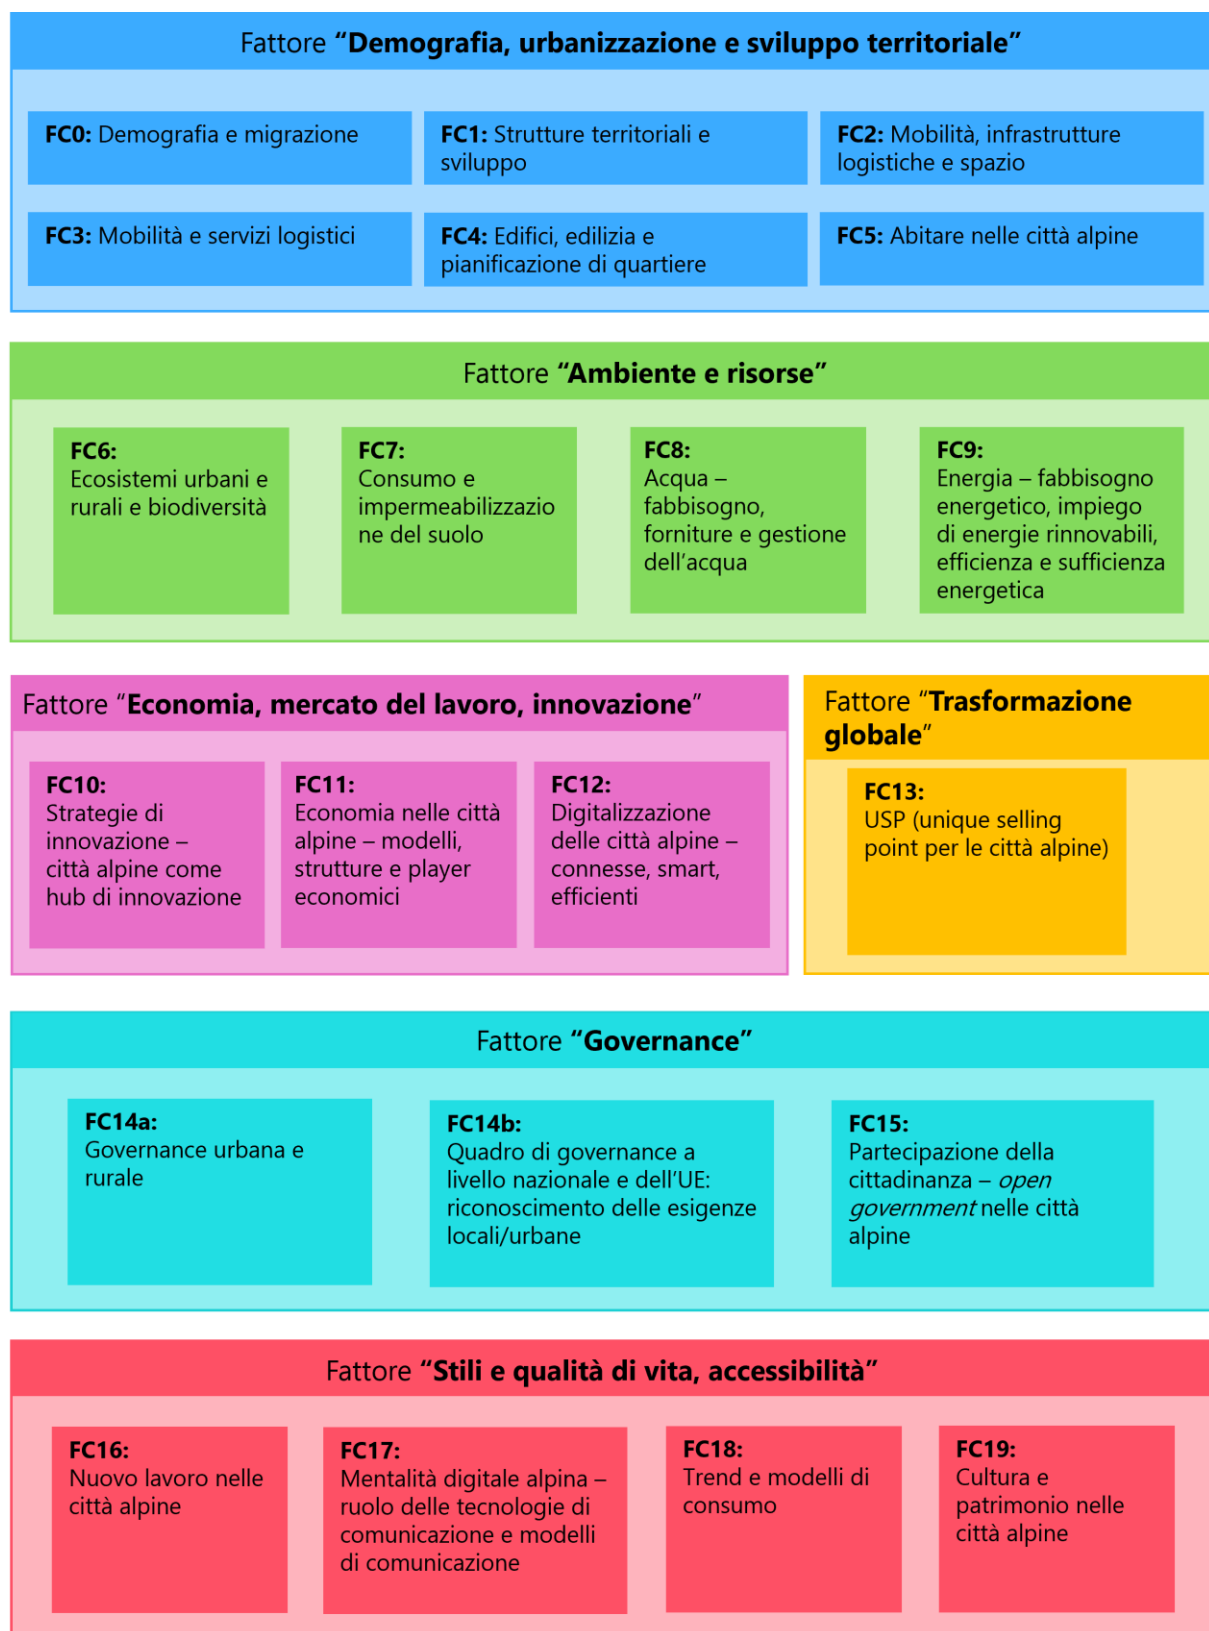 Fattore “Demografia, urbanizzazione e sviluppo territoriale”
FC0: Demografia e migrazione
FC1: Strutture territoriali e
sviluppo
FC2: Mobilità, infrastrutture
logistiche e spazio
FC3: Mobilità e servizi logistici
FC4: Edifici, edilizia e
pianificazione di quartiere
FC5: Abitare nelle città alpine
Fattore “Ambiente e risorse”
FC6:
Ecosistemi urbani e
rurali e biodiversità
FC7:
Consumo e
impermeabilizzazio
ne del suolo
FC8:
Acqua –
fabbisogno,
forniture e gestione
dell’acqua
FC9:
Energia – fabbisogno
energetico, impiego
di energie rinnovabili,
efficienza e sufficienza
energetica
Fattore “Economia, mercato del lavoro, innovazione”
FC10:
Strategie di
innovazione –
città alpine come
hub di innovazione
FC11:
Economia nelle città
alpine – modelli,
strutture e player
economici
FC12:
Digitalizzazione
delle città alpine –
connesse, smart,
efficienti
Fattore “Trasformazione
globale”
FC13:
USP (unique selling
point per le città alpine)
Fattore “Governance”
FC14a:
Governance urbana e
rurale
FC14b:
Quadro di governance a
livello nazionale e dell’UE:
riconoscimento delle esigenze
locali/urbane
FC15:
Partecipazione della
cittadinanza – open
government nelle città
alpine
Fattore “Stili e qualità di vita, accessibilità”
FC16:
Nuovo lavoro nelle
città alpine
FC17:
Mentalità digitale alpina –
ruolo delle tecnologie di
comunicazione e modelli
di comunicazione
FC18:
Trend e modelli di
consumo
FC19:
Cultura e
patrimonio nelle
città alpine